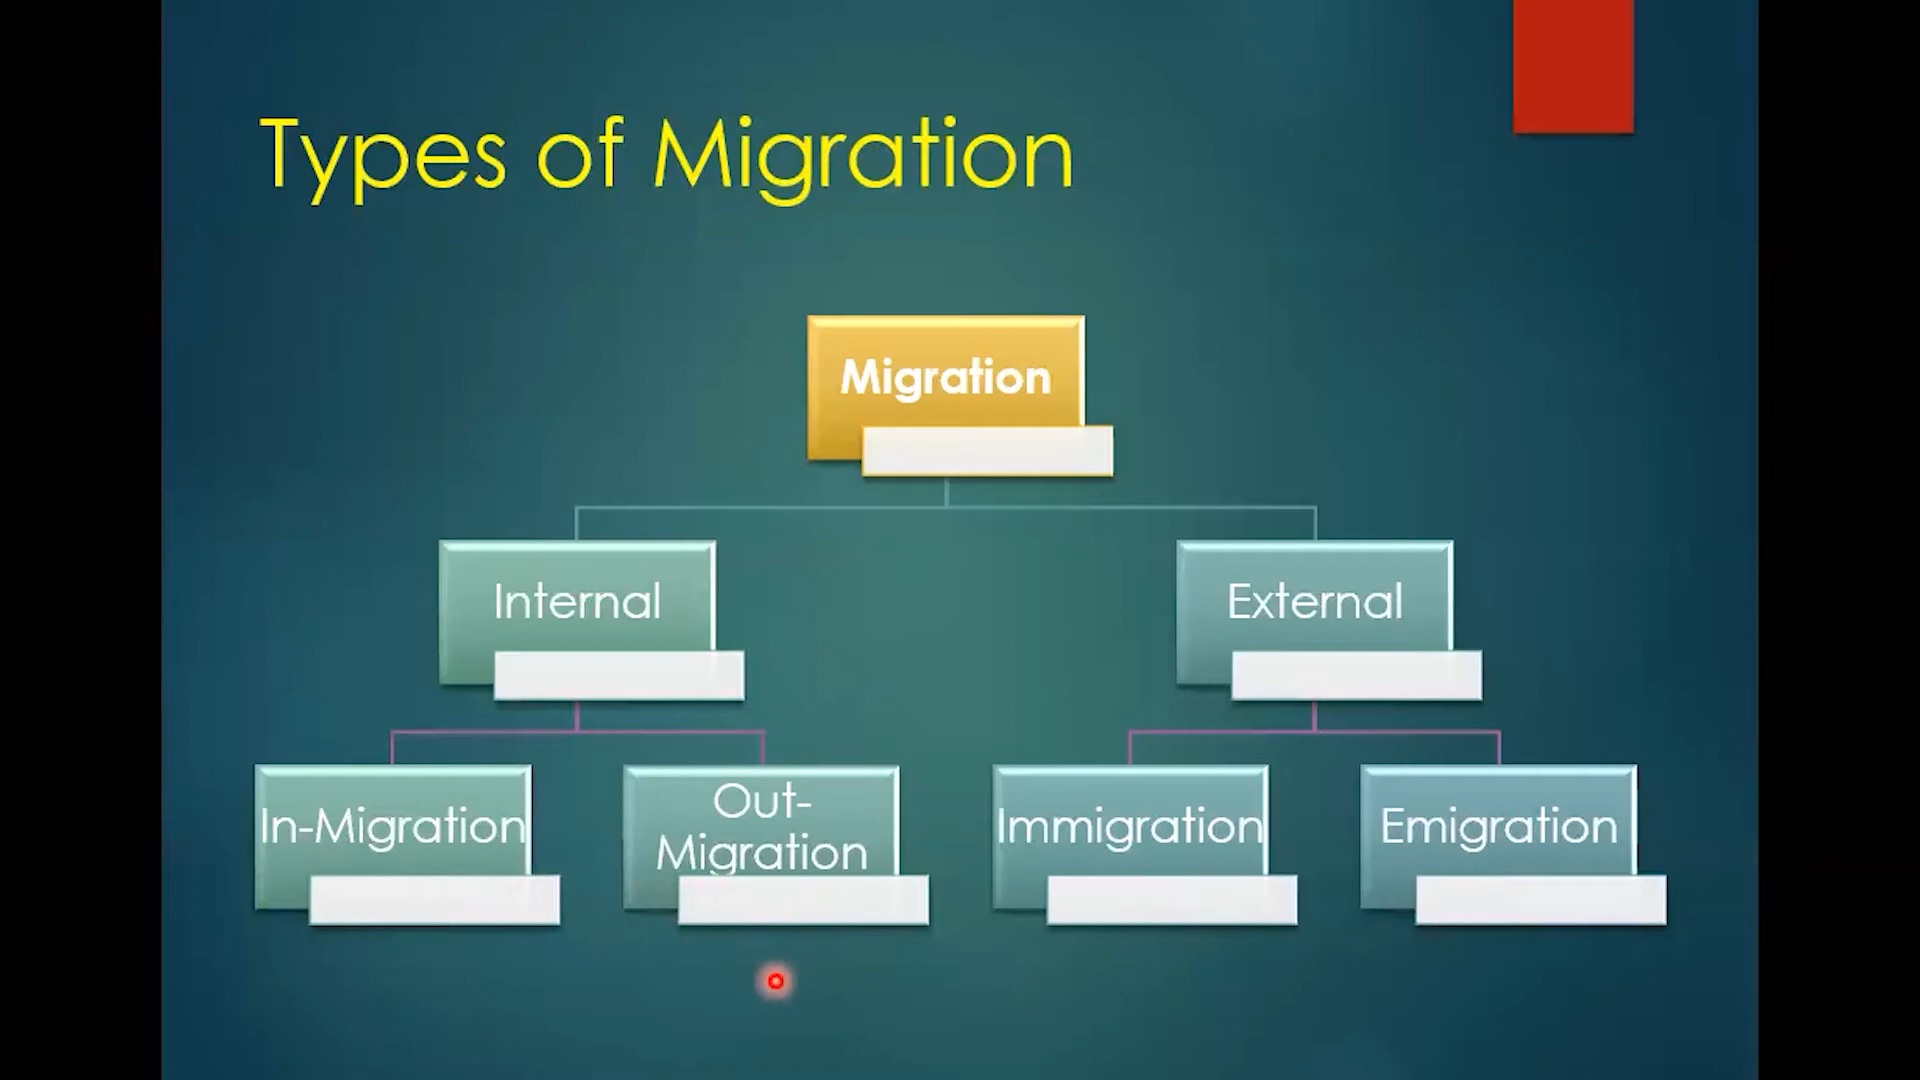 Types of Migration
Migration
Internal
External
In-Migration
Out-
Migration
Immigration
Emigration